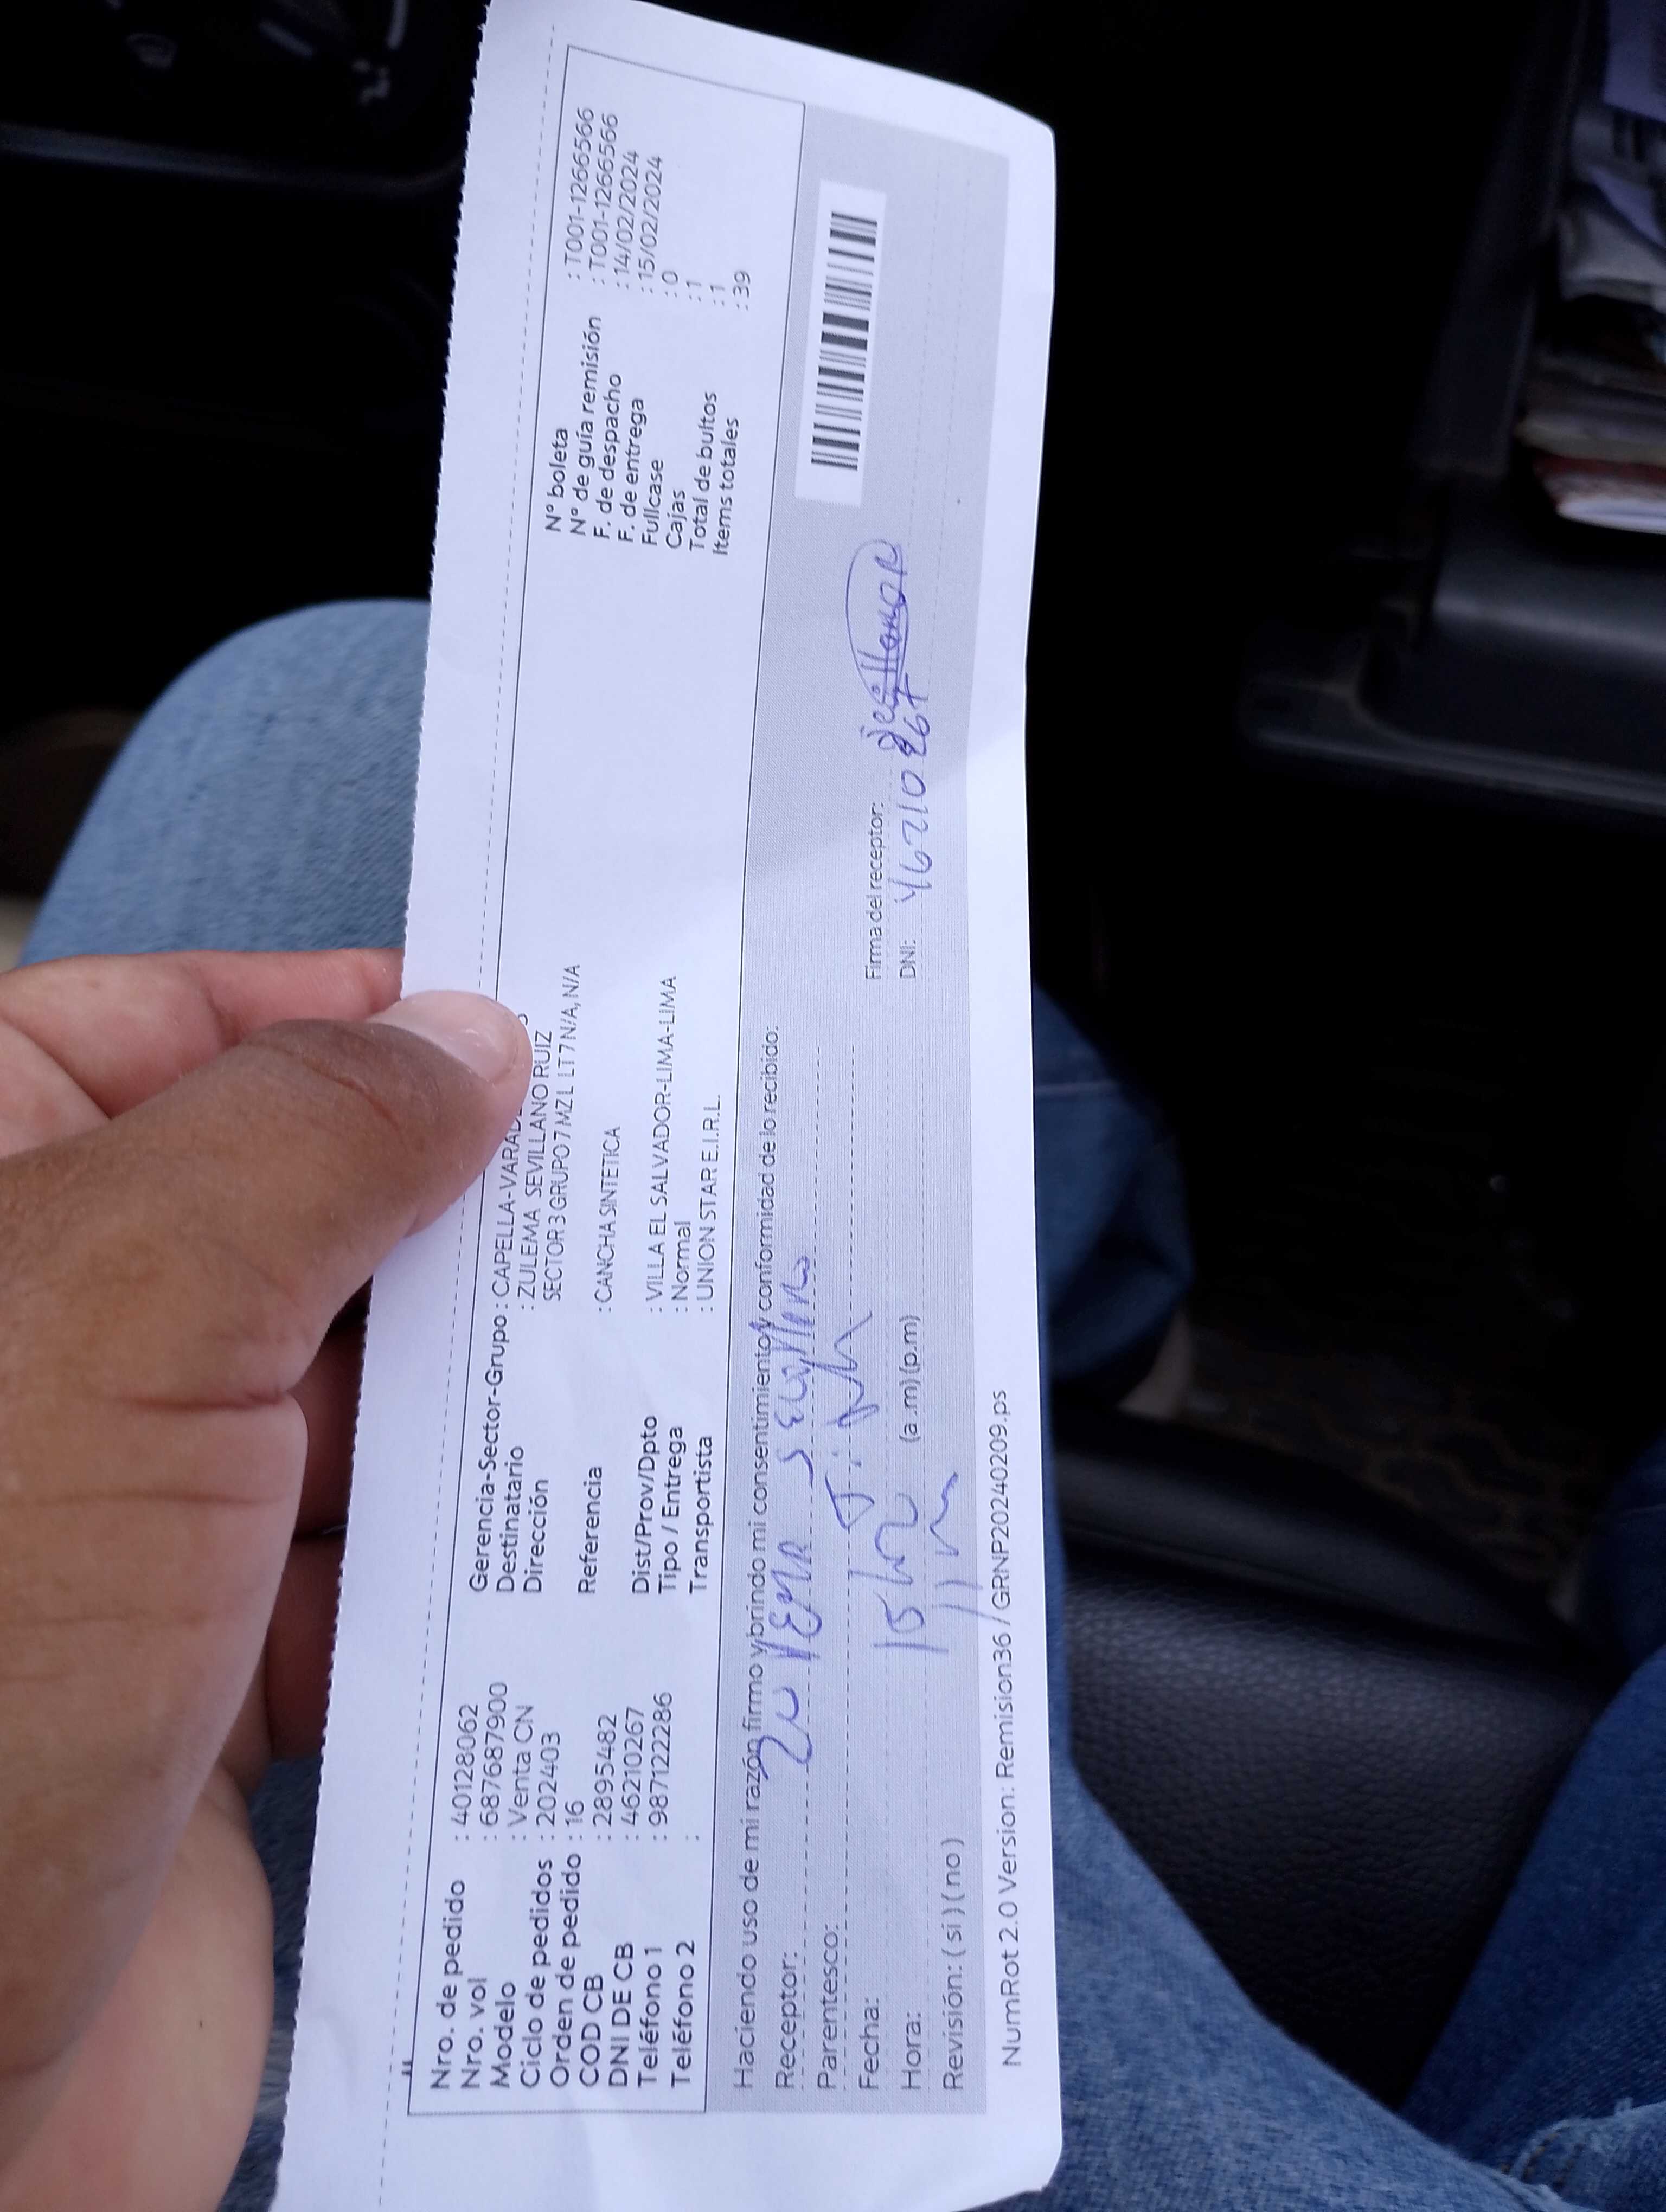 Nro. de pedido : 40128062
Nro. vol : 687687900
Modelo : Venta CN
Ciclo de pedidos : 202403
Orden de pedido : 16
COD CB : 2895482
DNI DE CB : 46210267
Teléfono 1 : 987122286
Teléfono 2 :
Gerencia-Sector-Grupo : CAPELLA-VARAD
Destinatario : ZULEMA SEVILLANO RUIZ
Dirección SECTOR 3 GRUPO 7 MZ L LT 7 N/A, N/A
Referencia : CANCHA SINTETICA
Dist/Prov/Dpto : VILLA EL SALVADOR-LIMA-LIMA
Tipo / Entrega : Normal
Transportista : UNION STAR E.I.R.L.
N° boleta : T001-1266566
N° de guía remisión : T001-1266566
F. de despacho : 14/02/2024
F. de entrega : 15/02/2024
Fullcase : 0
Cajas : 1
Total de bultos : 1
Items totales : 39
Haciendo uso de mi razón firmo y brindo mi consentimiento y conformidad de lo recibido:
Receptor:
Parentesco:
Fecha:
Hora: (a.m) (p.m)
Revisión: ( si ) ( no )
Firma del receptor:
DNI: 46210267
NumRot 2.0 Version: Remision36 / GRNP20240209.ps